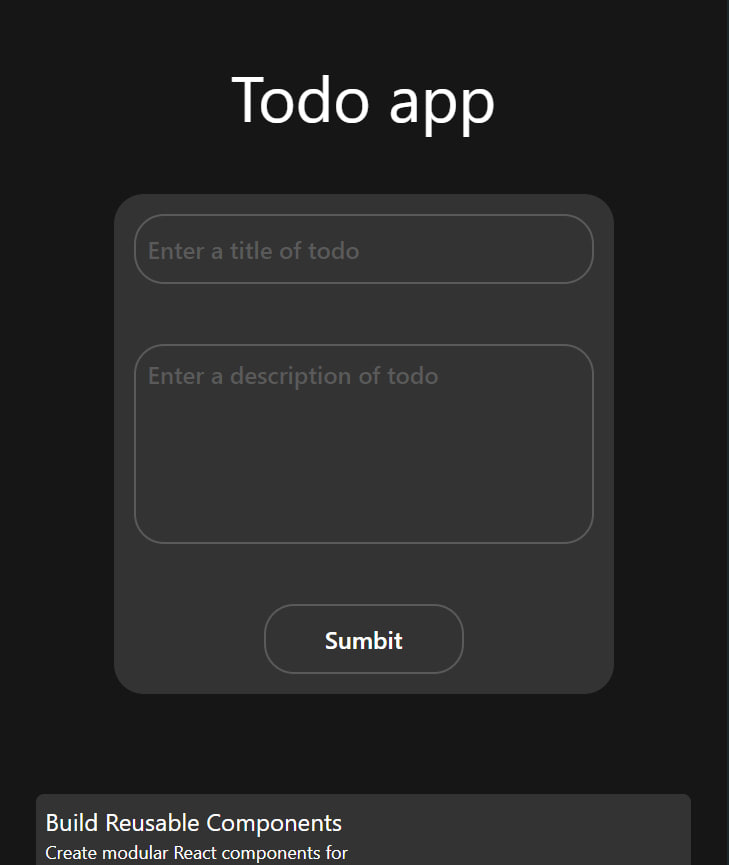 Todo app
Enter a title of todo
Enter a description of todo
Sumbit
Build Reusable Components
Create modular React components for